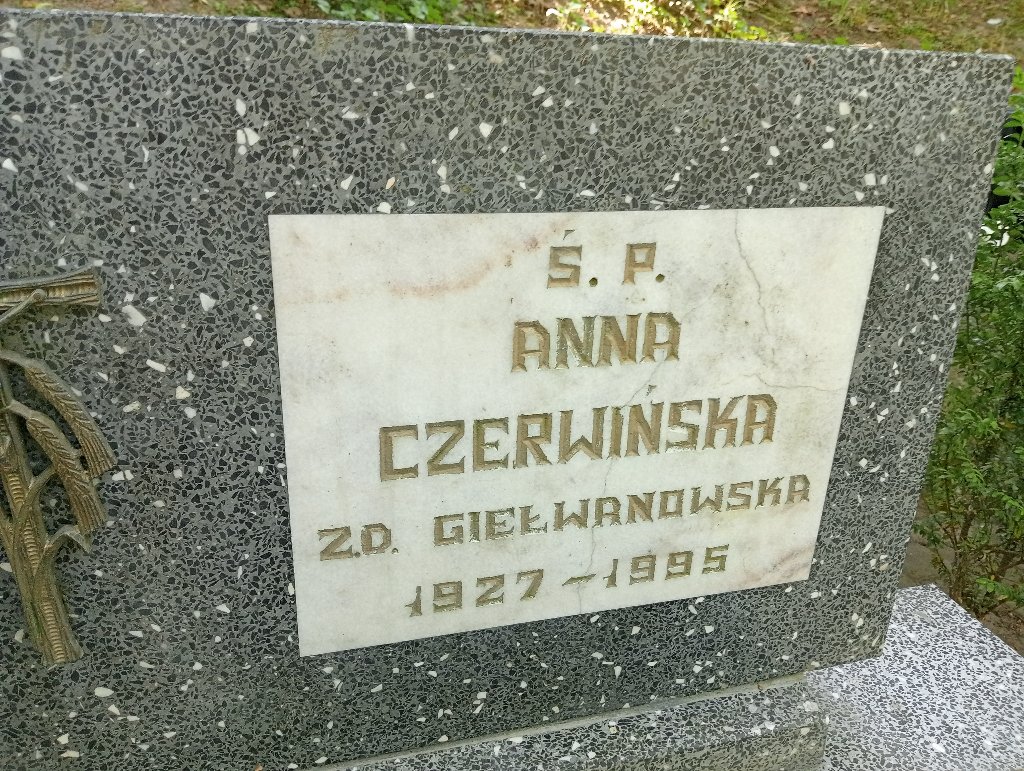 Ś. P.
ANNA
CZERWIŃSKA
Z.D. GIEŁWANOWSKA
1927 - 1995